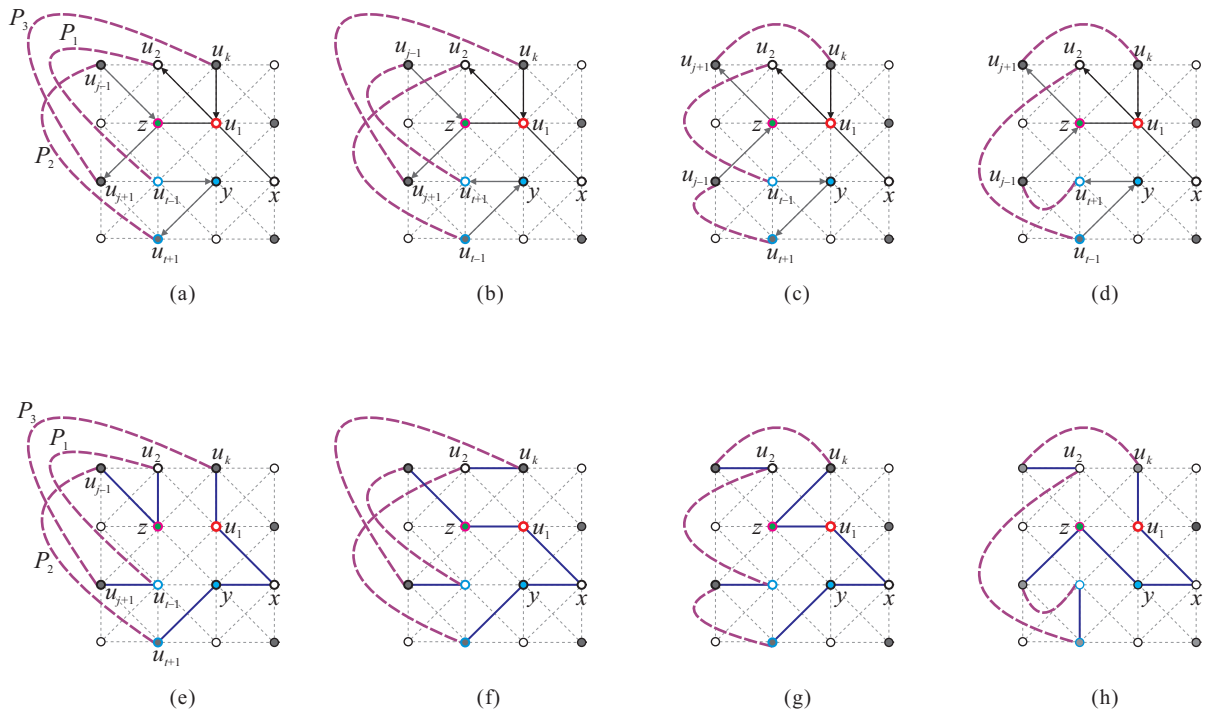 P₃ P₁ u₂ uₖ
uⱼ₋₁ z u₁
P₂
uⱼ₊₁ uₜ₋₁ y x
uₜ₊₁
(a)
uⱼ₋₁ u₂ uₖ
z u₁
uⱼ₊₁ uₜ₊₁ y x
uₜ₋₁
(b)
uⱼ₊₁ u₂ uₖ
z u₁
uⱼ₋₁ uₜ₋₁ y x
uₜ₊₁
(c)
uⱼ₊₁ u₂ uₖ
z u₁
uⱼ₋₁ uₜ₊₁ y x
uₜ₋₁
(d)
P₃ P₁ u₂ uₖ
uⱼ₋₁ z u₁
P₂
uⱼ₊₁ uₜ₋₁ y x
uₜ₊₁
(e)
u₂ uₖ
z u₁
y x
(f)
u₂ uₖ
z u₁
y x
(g)
u₂ uₖ
z u₁
y x
(h)